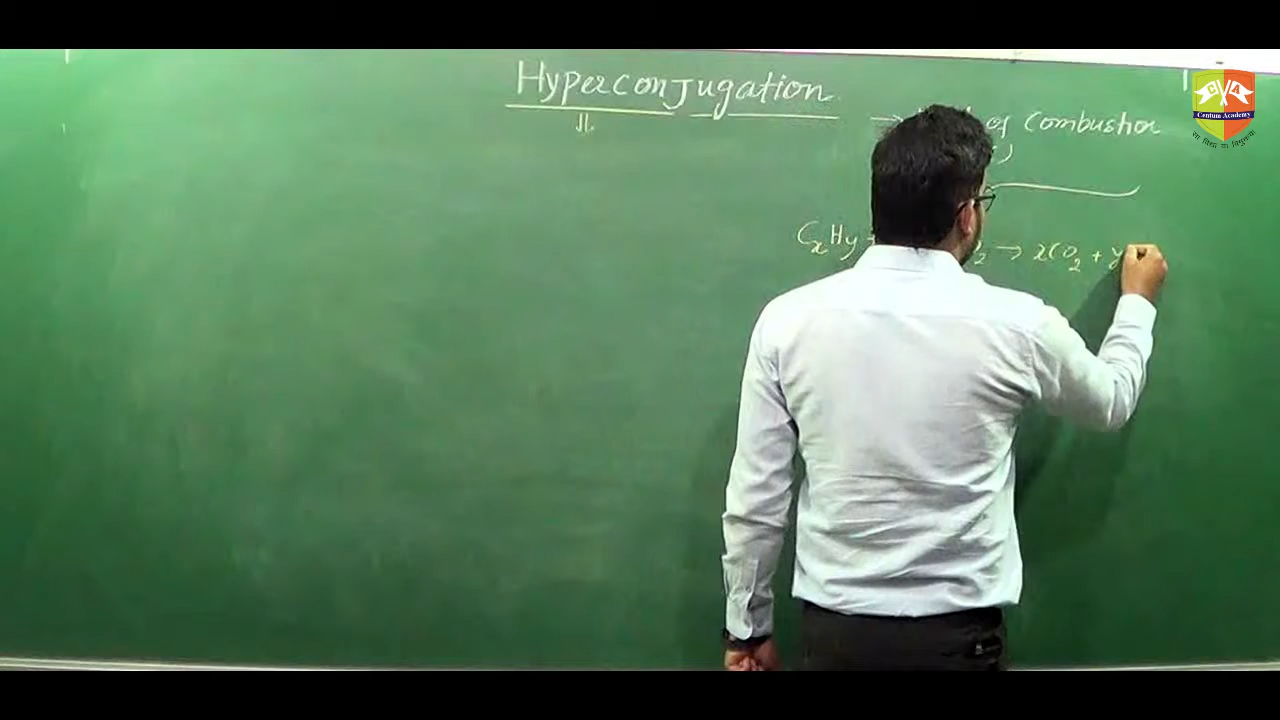 Hyperconjugation
→ of Combustion
CxHy + O2 → xCO2 + y
Centum Academy